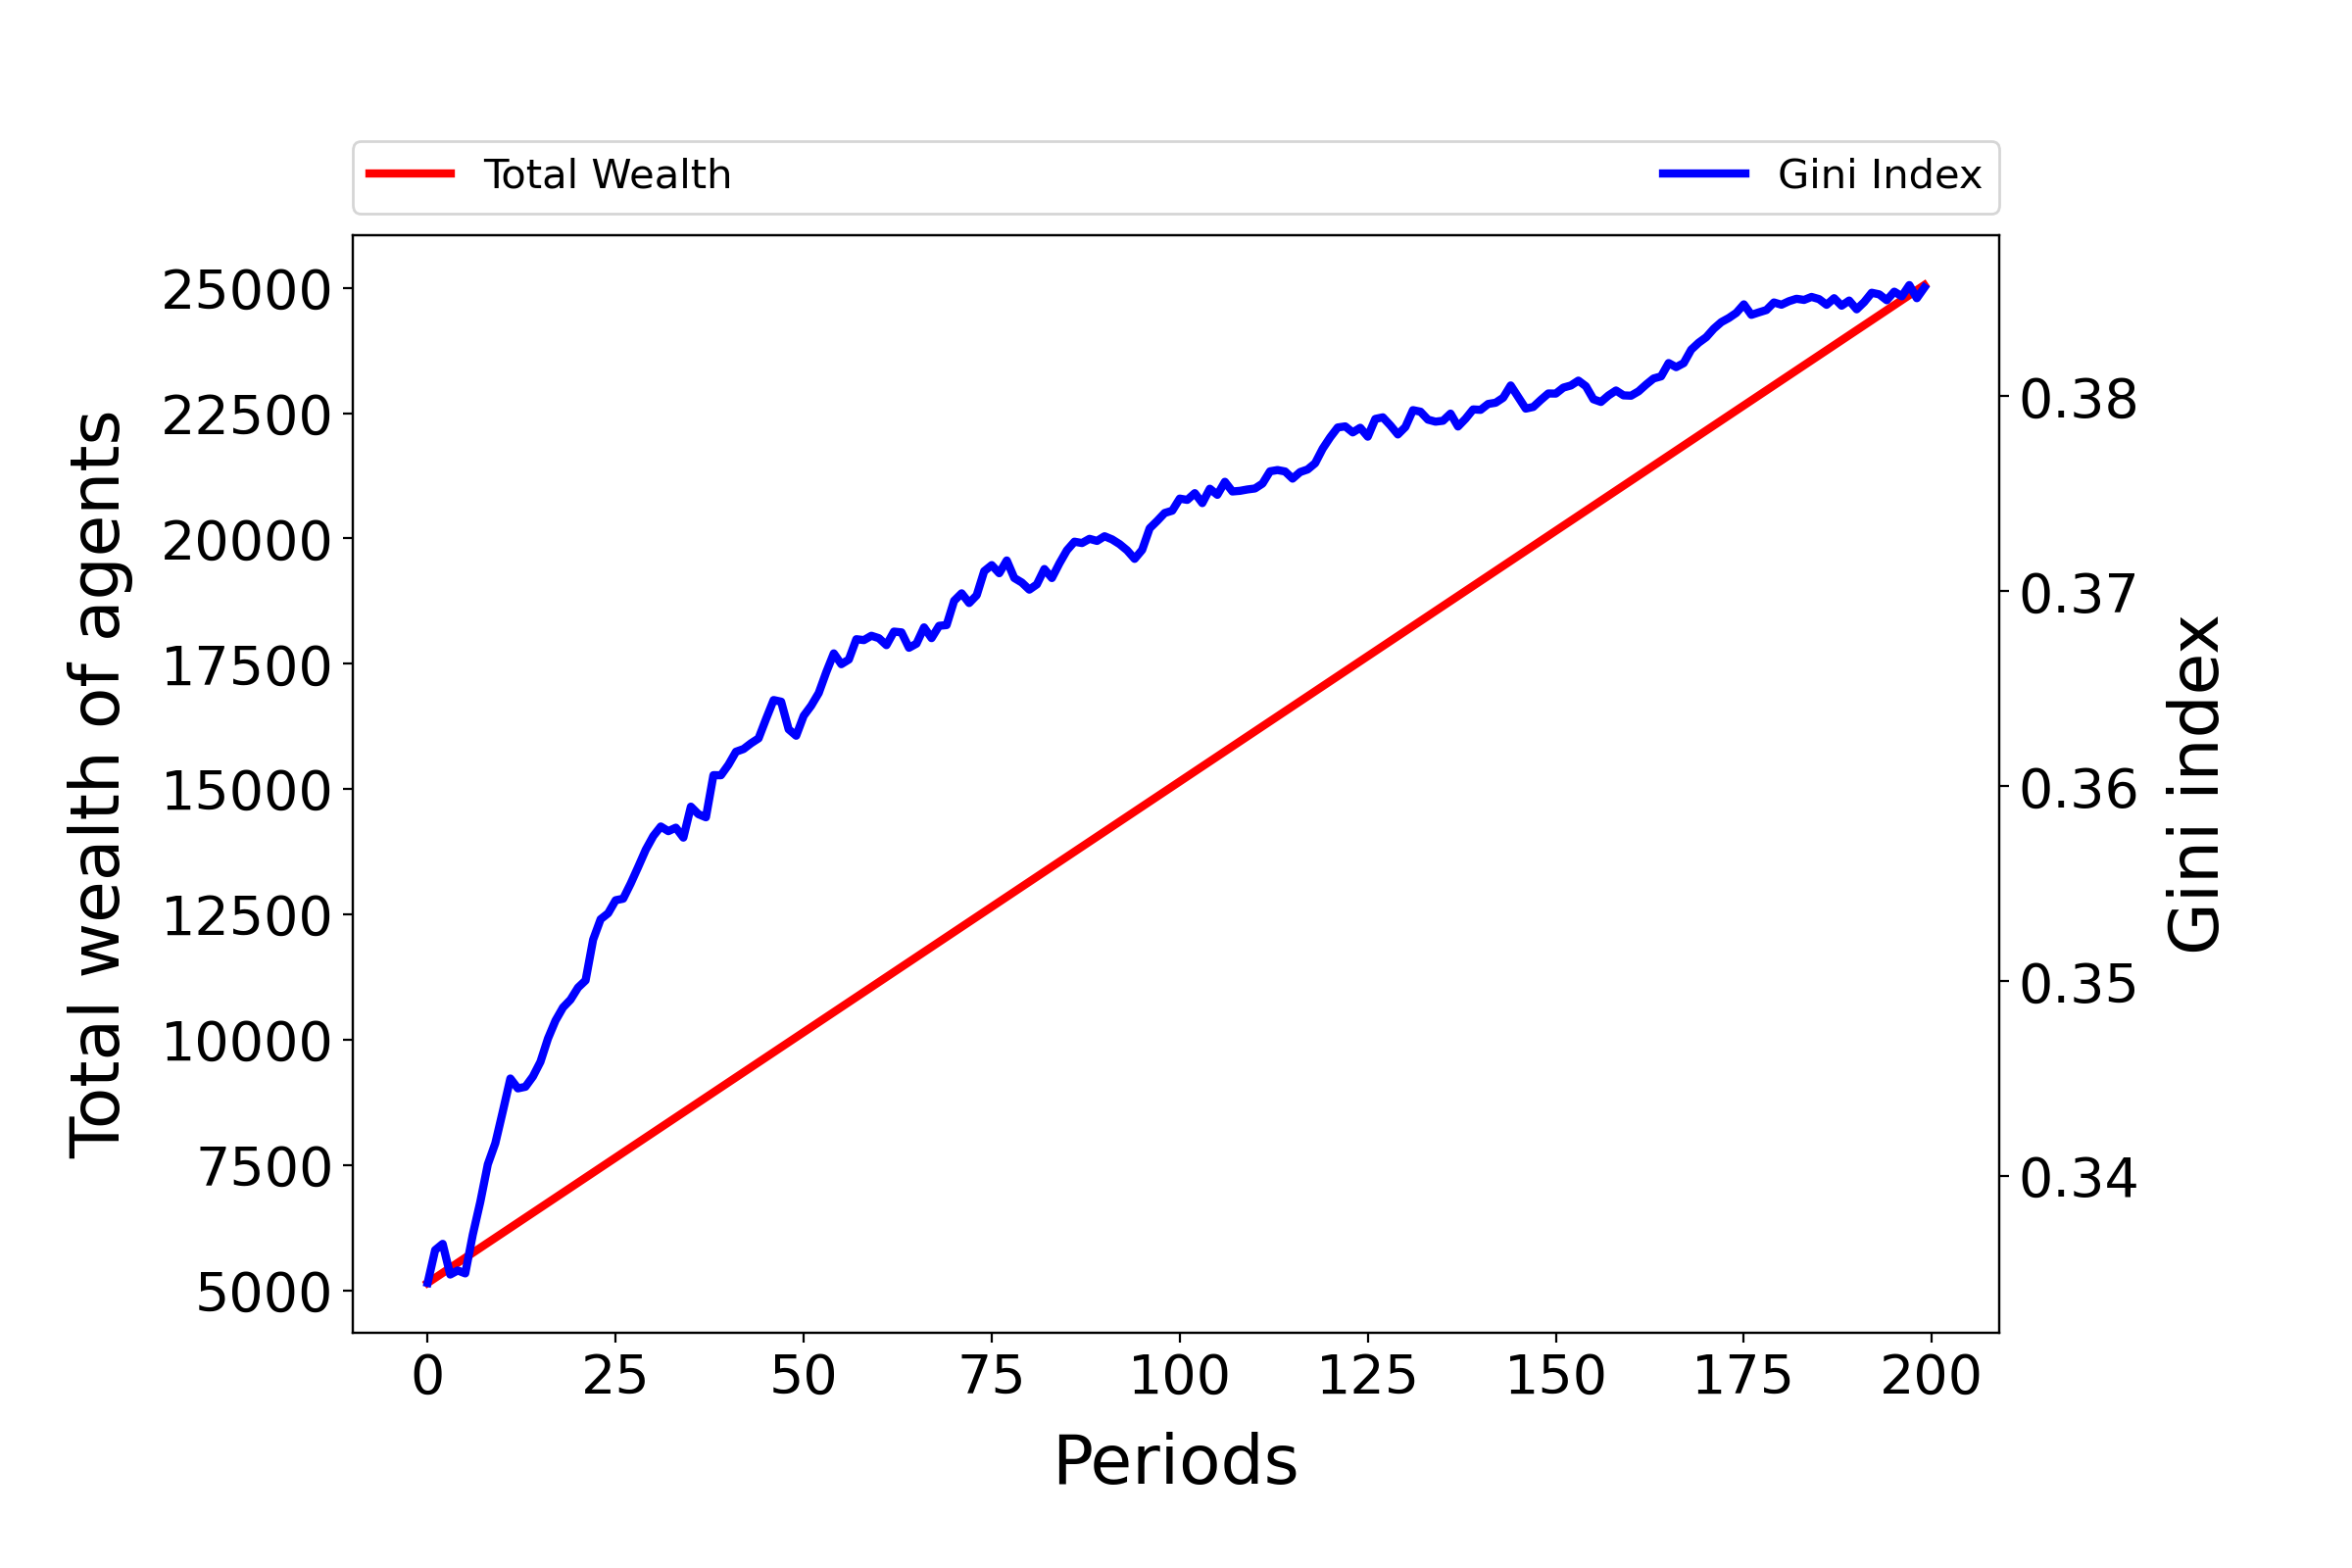 Total Wealth
Gini Index
Total wealth of agents
25000
22500
20000
17500
15000
12500
10000
7500
5000
0.38
0.37
0.36
0.35
0.34
Gini index
0 25 50 75 100 125 150 175 200
Periods